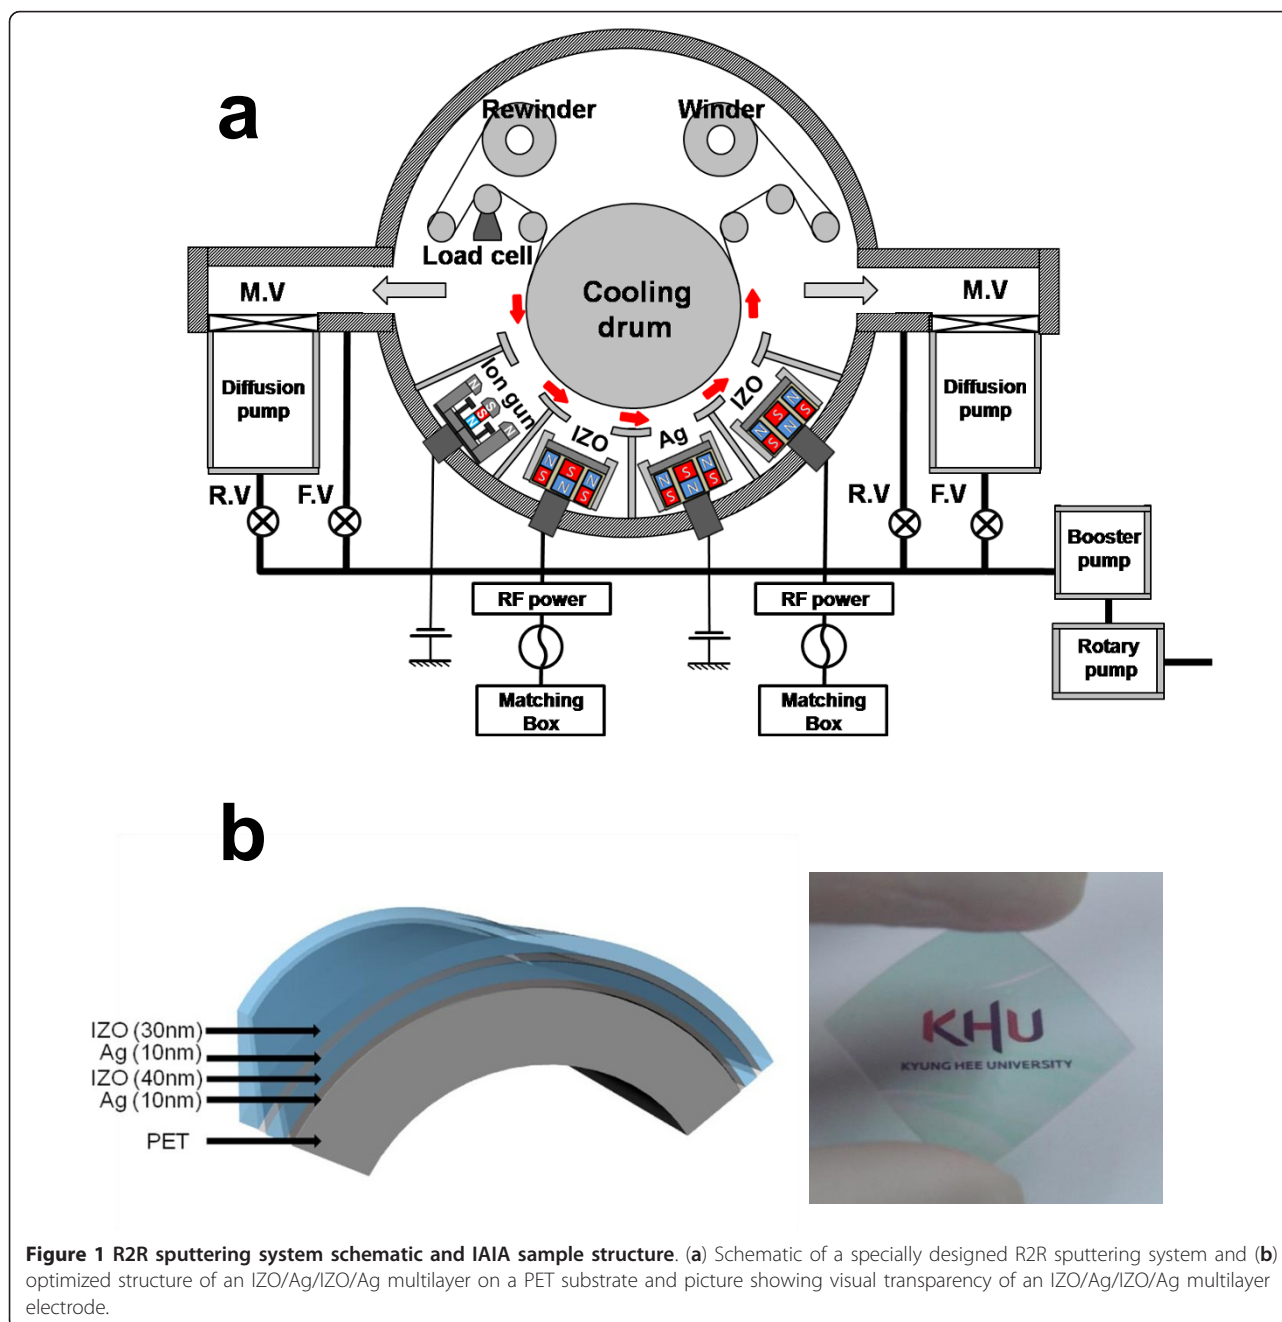 a
Rewinder
Winder
Load cell
Cooling
drum
M.V
M.V
Diffusion
pump
Diffusion
pump
Ion gun
N
S
S
N
N
IZO
N
S
N
S
N
S
Ag
N
S
N
S
N
S
IZO
N
S
N
S
N
S
R.V
F.V
R.V
F.V
Booster
pump
RF power
RF power
Rotary
pump
Matching
Box
Matching
Box
b
IZO (30nm)
Ag (10nm)
IZO (40nm)
Ag (10nm)
PET
KHU
KYUNG HEE UNIVERSITY
Figure 1 R2R sputtering system schematic and IAIA sample structure. (a) Schematic of a specially designed R2R sputtering system and (b)
optimized structure of an IZO/Ag/IZO/Ag multilayer on a PET substrate and picture showing visual transparency of an IZO/Ag/IZO/Ag multilayer
electrode.